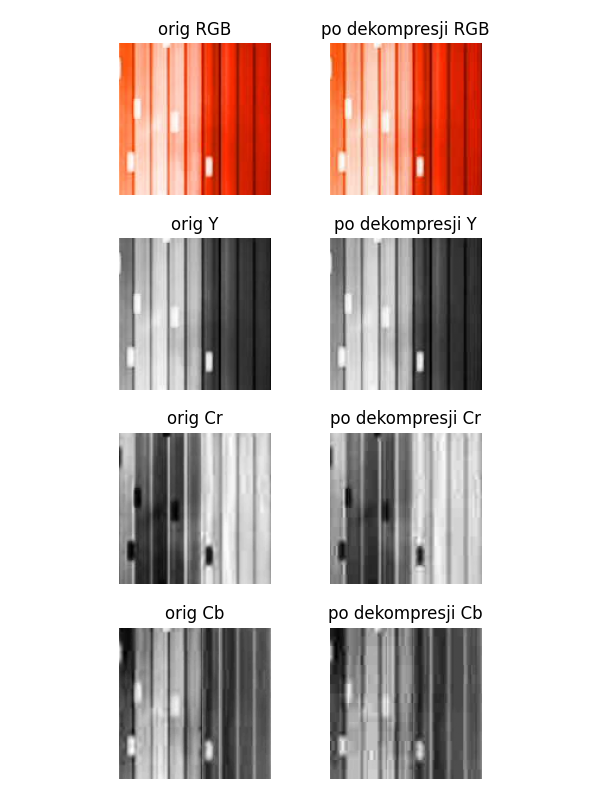 orig RGB
po dekompresji RGB
orig Y
po dekompresji Y
orig Cr
po dekompresji Cr
orig Cb
po dekompresji Cb